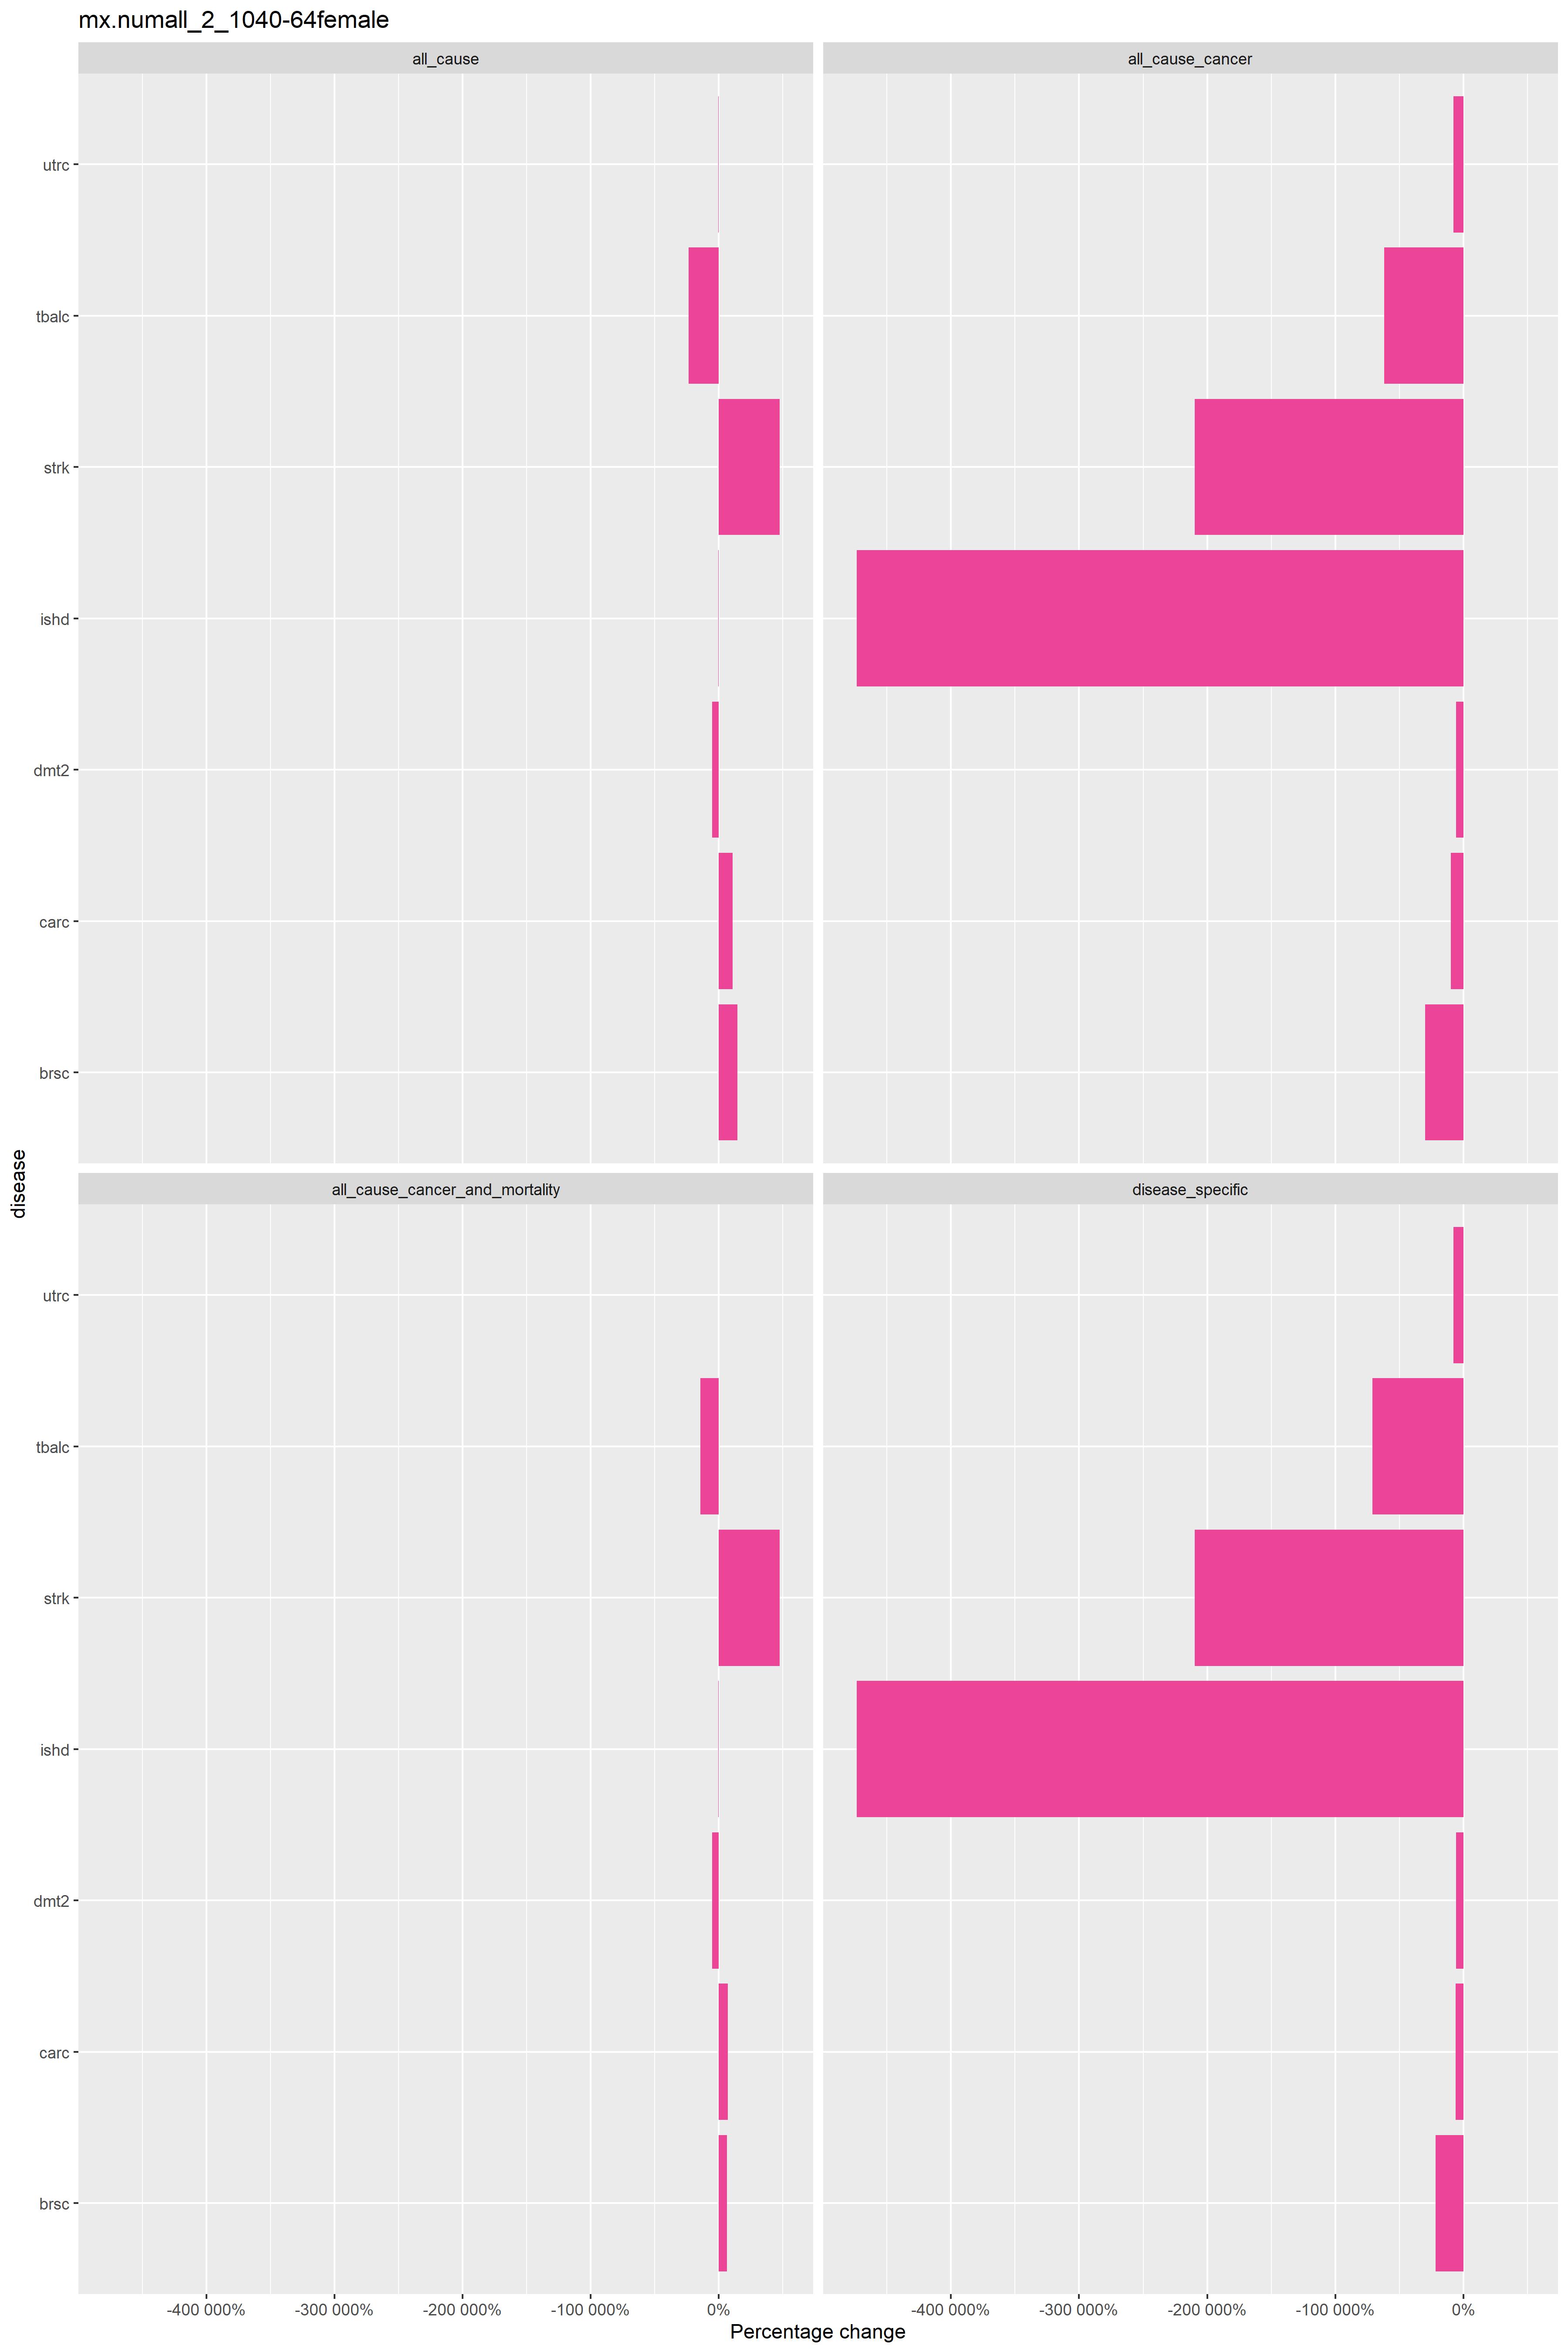 mx.numall_2_1040-64female
all_cause
all_cause_cancer
utrc
tbalc
strk
ishd
dmt2
carc
brsc
disease
all_cause_cancer_and_mortality
disease_specific
utrc
tbalc
strk
ishd
dmt2
carc
brsc
-400 000%
-300 000%
-200 000%
-100 000%
0%
-400 000%
-300 000%
-200 000%
-100 000%
0%
Percentage change